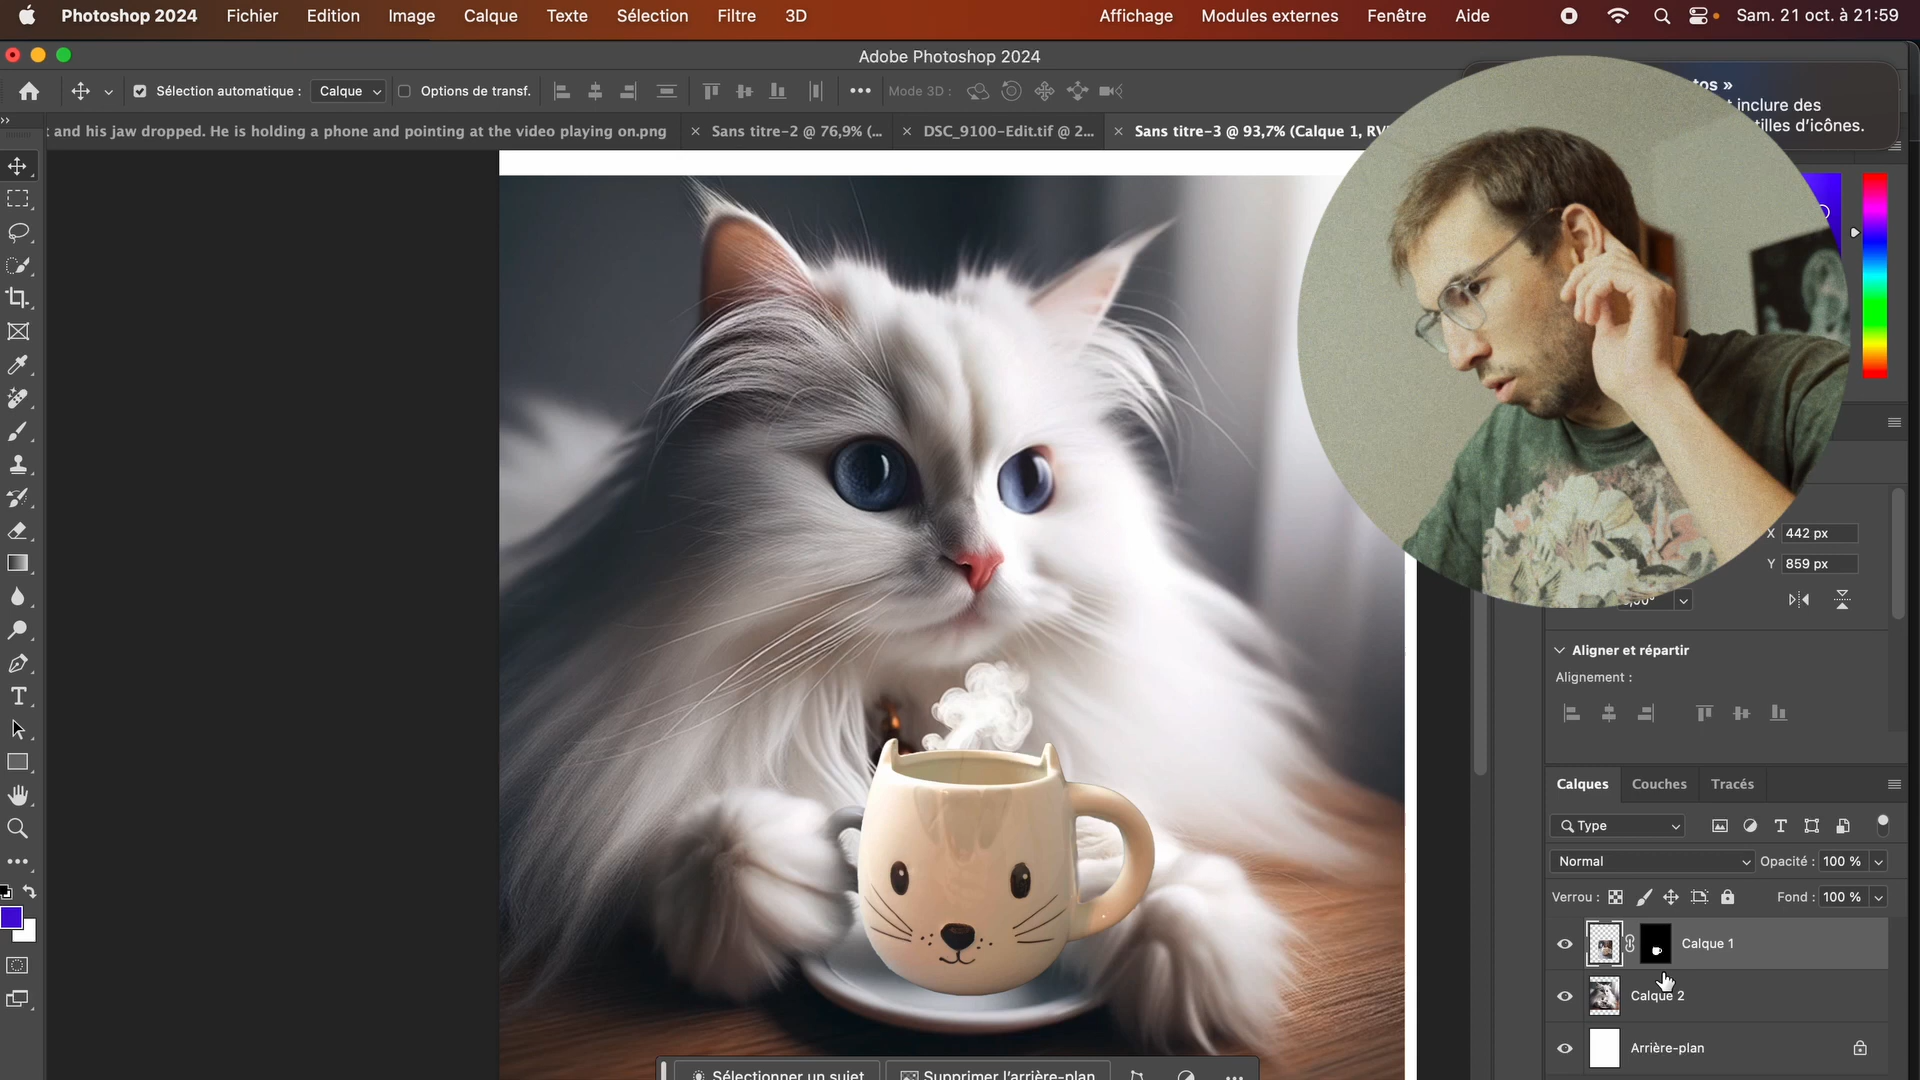 Photoshop 2024 Fichier Edition Image Calque Texte Sélection Filtre 3D Affichage Modules externes Fenêtre Aide Sam. 21 oct. à 21:59
Adobe Photoshop 2024
Sélection automatique : Calque Options de transf. Mode 3D :
tos »
inclure des
tilles d'icônes.
t and his jaw dropped. He is holding a phone and pointing at the video playing on.png × Sans titre-2 @ 76,9% (... × DSC_9100-Edit.tif @ 2... × Sans titre-3 @ 93,7% (Calque 1, RV
X 442 px
Y 859 px
Aligner et répartir
Alignement :
Calques Couches Tracés
Type
Normal Opacité : 100 %
Verrou : Fond : 100 %
Calque 1
Calque 2
Arrière-plan
Sélectionner un sujet Supprimer l'arrière-plan